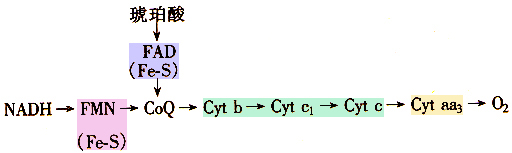 琥珀酸
FAD
(Fe-S)
NADH→FMN→CoQ→Cyt b→Cyt c₁→Cyt c→Cyt aa₃→O₂
(Fe-S)